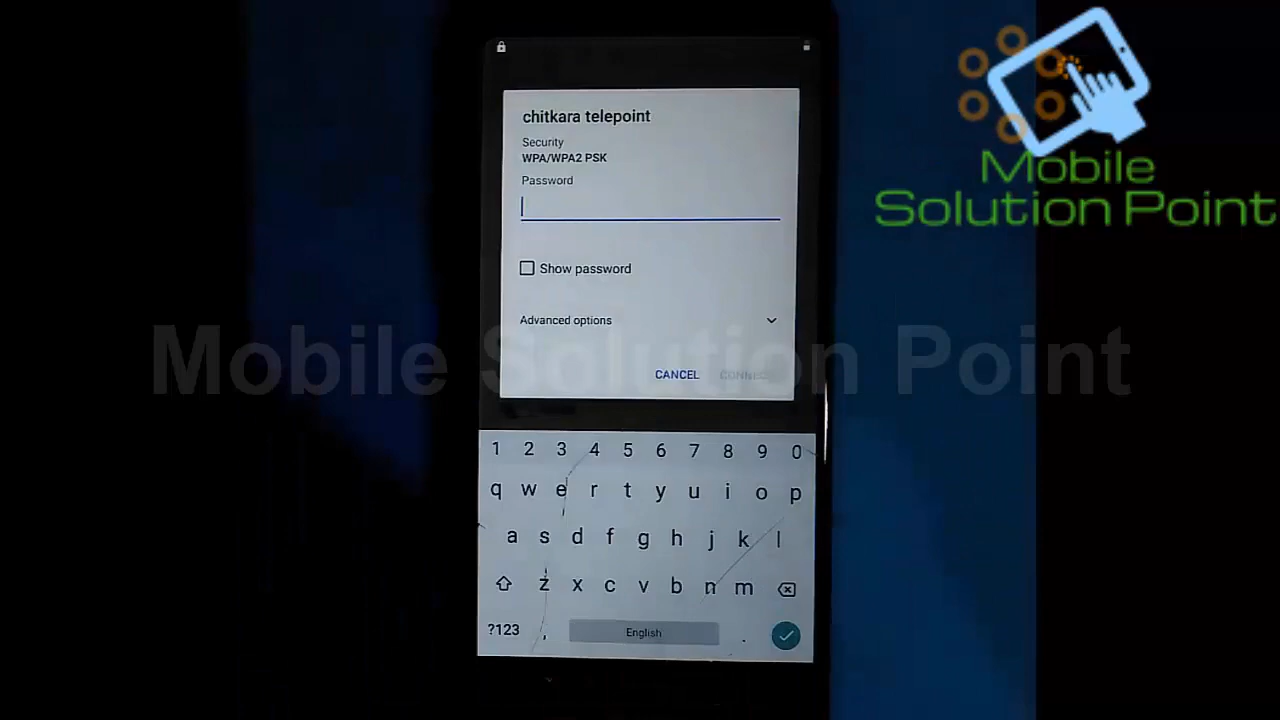 Mobile
Solution Point
chitkara telepoint
Security
WPA/WPA2 PSK
Password
Show password
Advanced options
CANCEL CONNECT
Mobile Solution Point
1 2 3 4 5 6 7 8 9 0
q w e r t y u i o p
a s d f g h j k l
z x c v b n m
?123 , English .